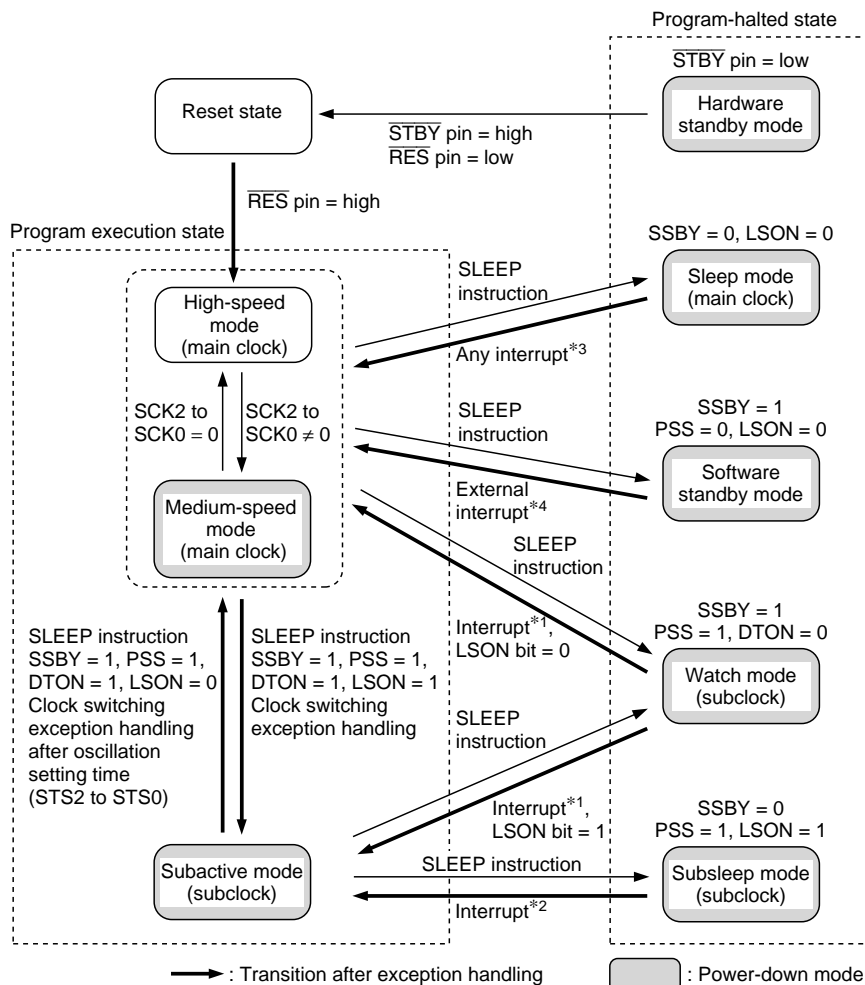 Program-halted state
STBY pin = low
Hardware
standby mode
Reset state
STBY pin = high
RES pin = low
RES pin = high
Program execution state
SSBY = 0, LSON = 0
Sleep mode
(main clock)
SLEEP
instruction
Any interrupt*3
High-speed
mode
(main clock)
SCK2 to
SCK0 = 0
SCK2 to
SCK0 ≠ 0
SLEEP
instruction
External
interrupt*4
SSBY = 1
PSS = 0, LSON = 0
Software
standby mode
Medium-speed
mode
(main clock)
SLEEP
instruction
Interrupt*1,
LSON bit = 0
SSBY = 1
PSS = 1, DTON = 0
Watch mode
(subclock)
SLEEP instruction
SSBY = 1, PSS = 1,
DTON = 1, LSON = 0
Clock switching
exception handling
after oscillation
setting time
(STS2 to STS0)
SLEEP instruction
SSBY = 1, PSS = 1,
DTON = 1, LSON = 1
Clock switching
exception handling
SLEEP
instruction
Interrupt*1,
LSON bit = 1
SSBY = 0
PSS = 1, LSON = 1
Subsleep mode
(subclock)
Subactive mode
(subclock)
SLEEP instruction
Interrupt*2
: Transition after exception handling
: Power-down mode